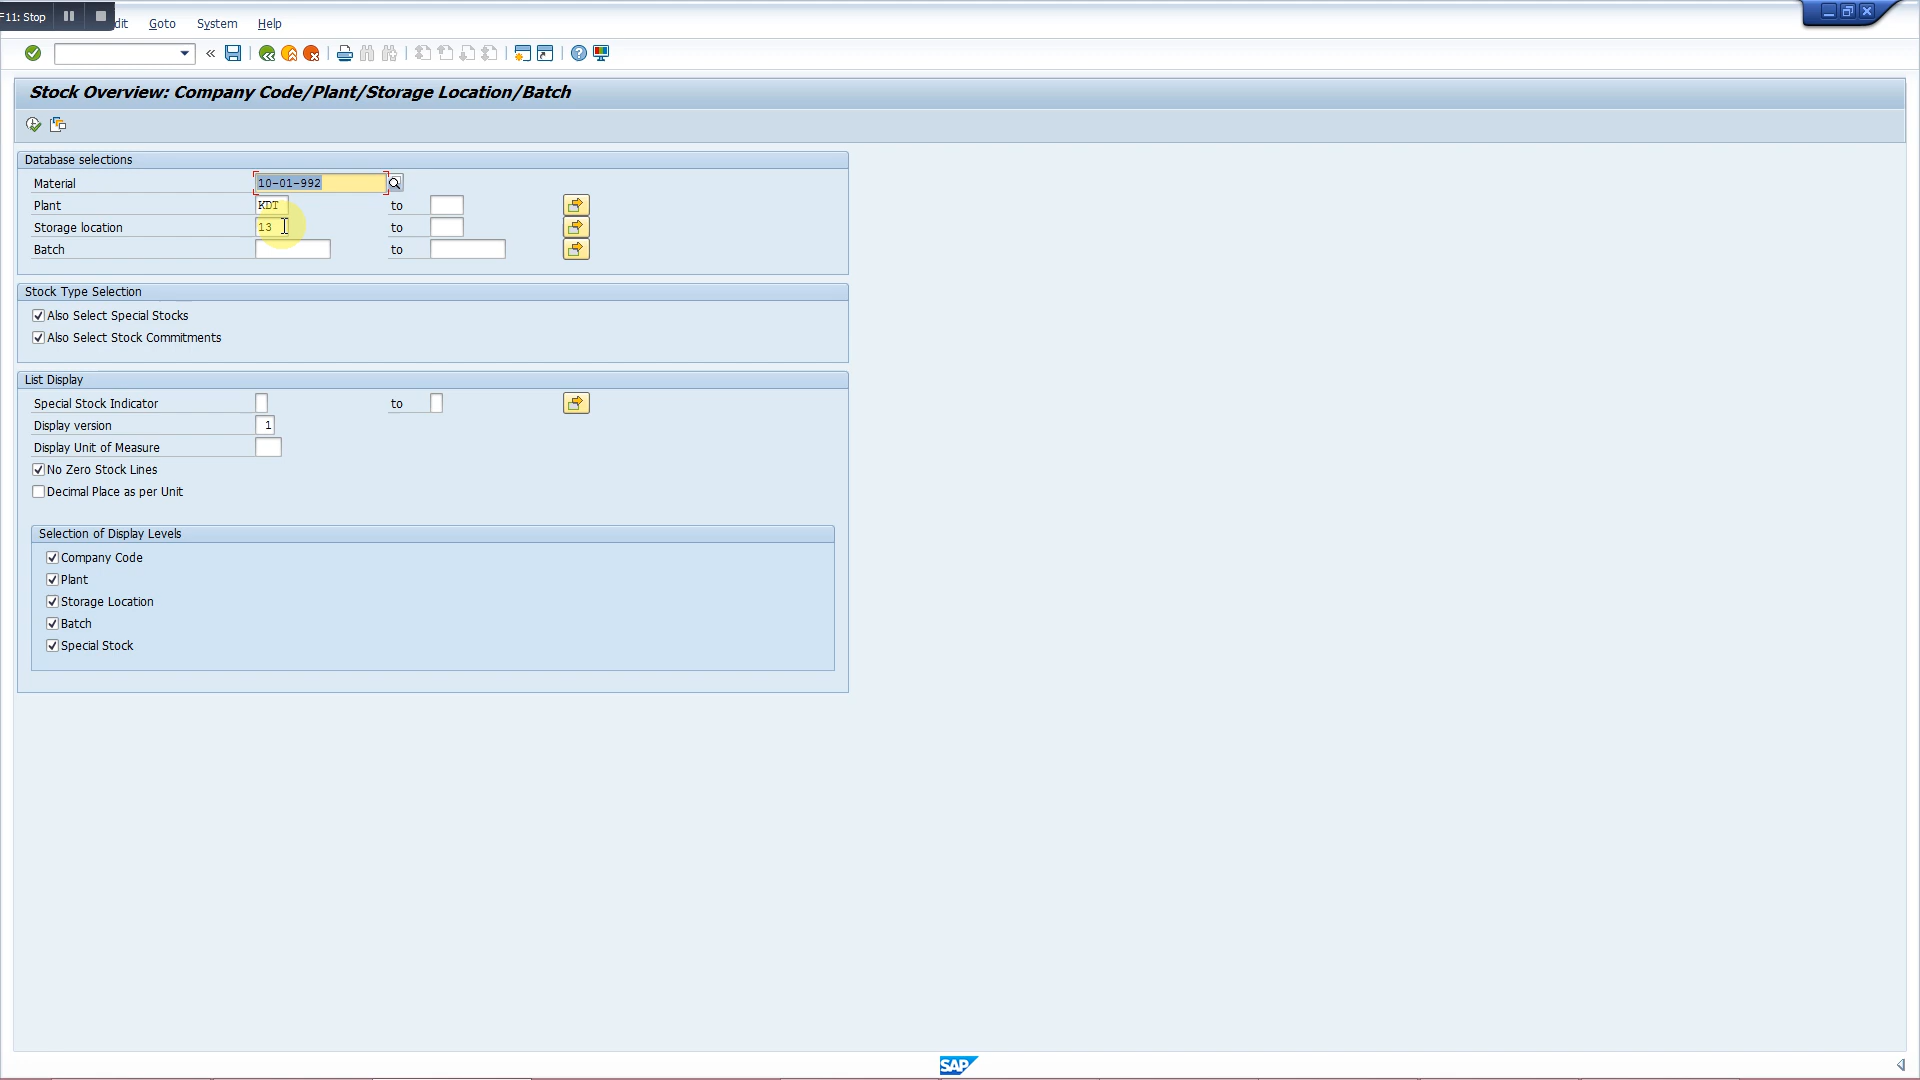 F11: Stop
dit Goto System Help
Stock Overview: Company Code/Plant/Storage Location/Batch
Database selections
Material 10-01-992
Plant KDT to
Storage location 13 to
Batch to
Stock Type Selection
Also Select Special Stocks
Also Select Stock Commitments
List Display
Special Stock Indicator to
Display version 1
Display Unit of Measure
No Zero Stock Lines
Decimal Place as per Unit
Selection of Display Levels
Company Code
Plant
Storage Location
Batch
Special Stock
SAP